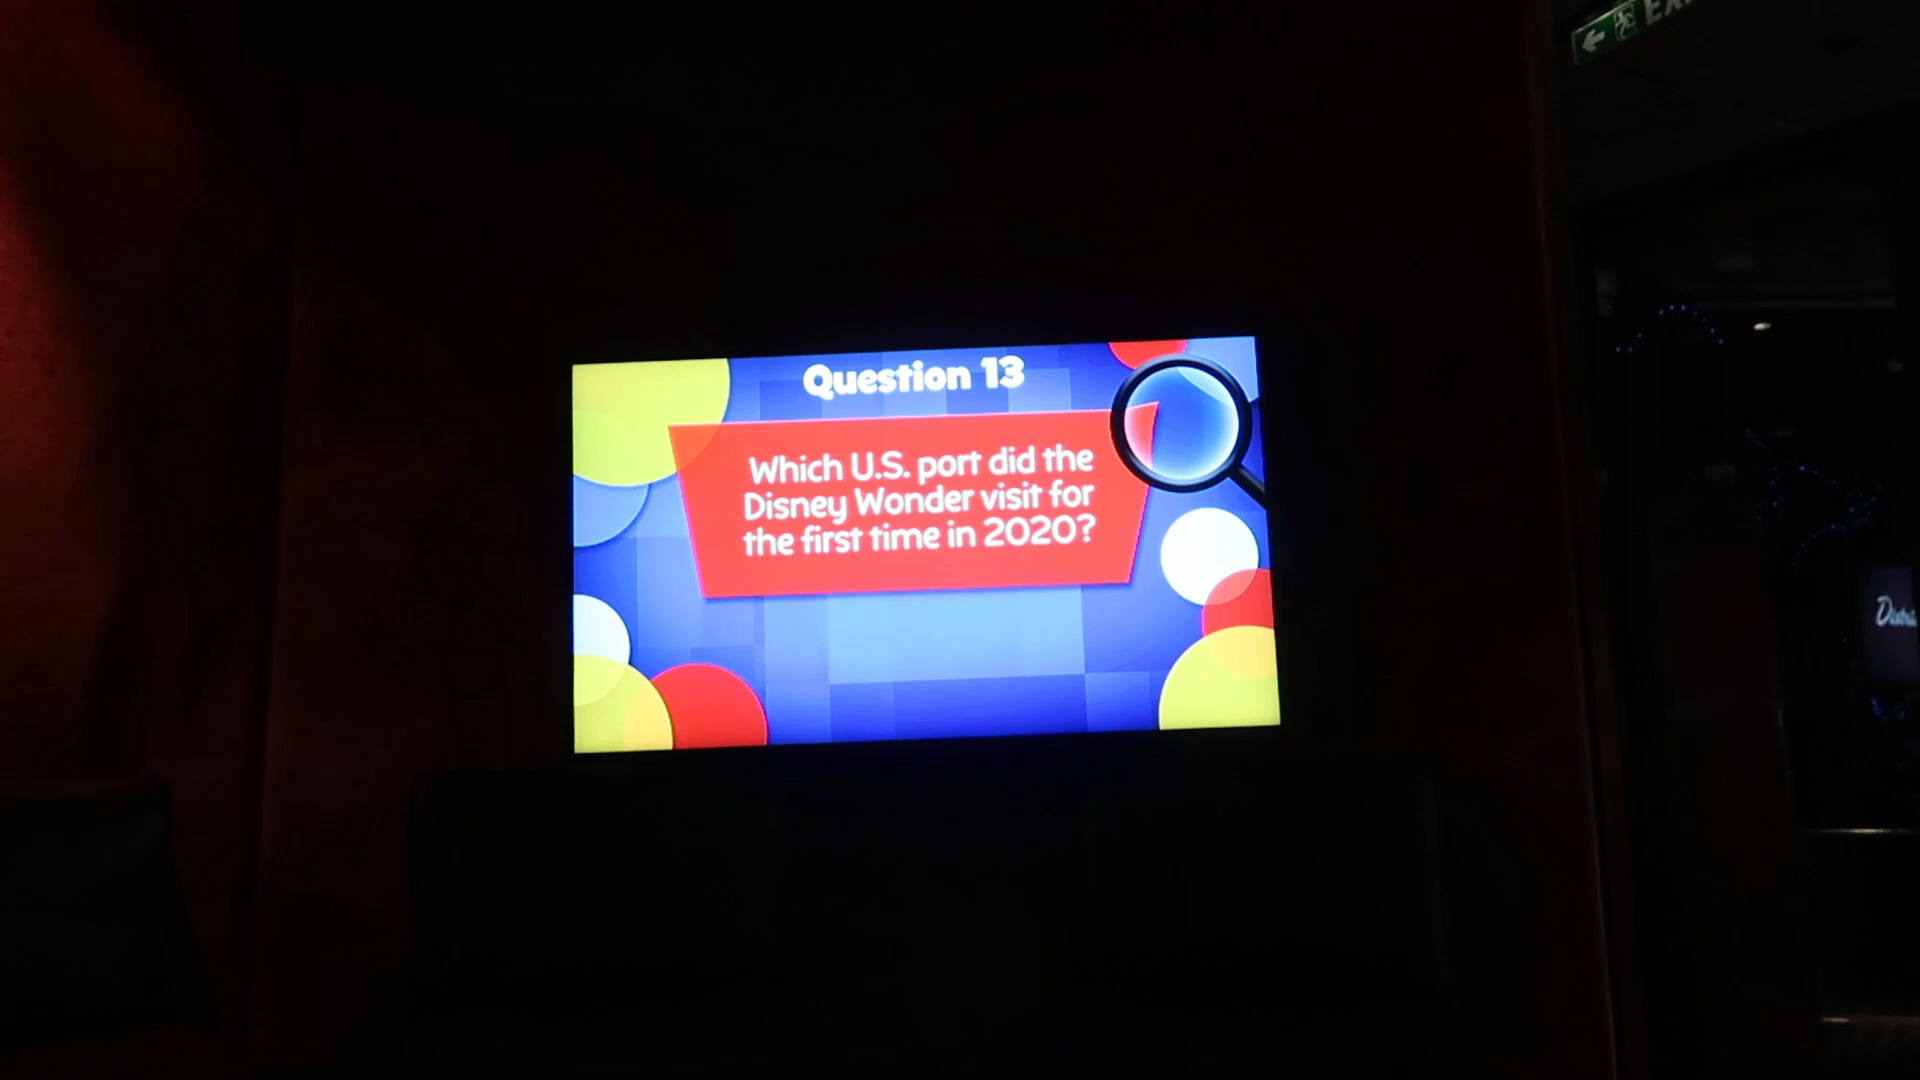 Question 13
Which U.S. port did the
Disney Wonder visit for
the first time in 2020?